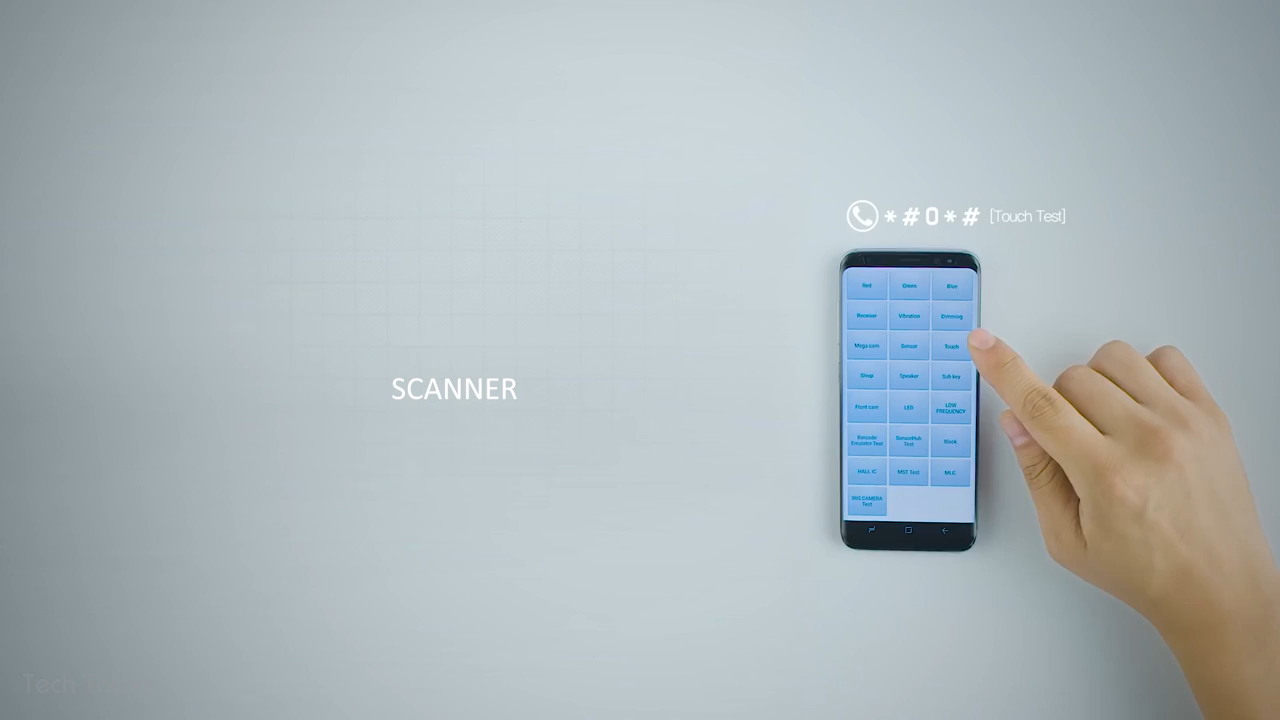 *#0*# [Touch Test]
Red Green Blue
Receiver Vibration Dimming
Mega cam Sensor Touch
Sleep Speaker Sub key
Front cam LED LOW
FREQUENCY
Barcode
Emulator Test SensorHub
Test Black
HALL IC MST Test MLC
IRIS CAMERA
Test
SCANNER
Tech